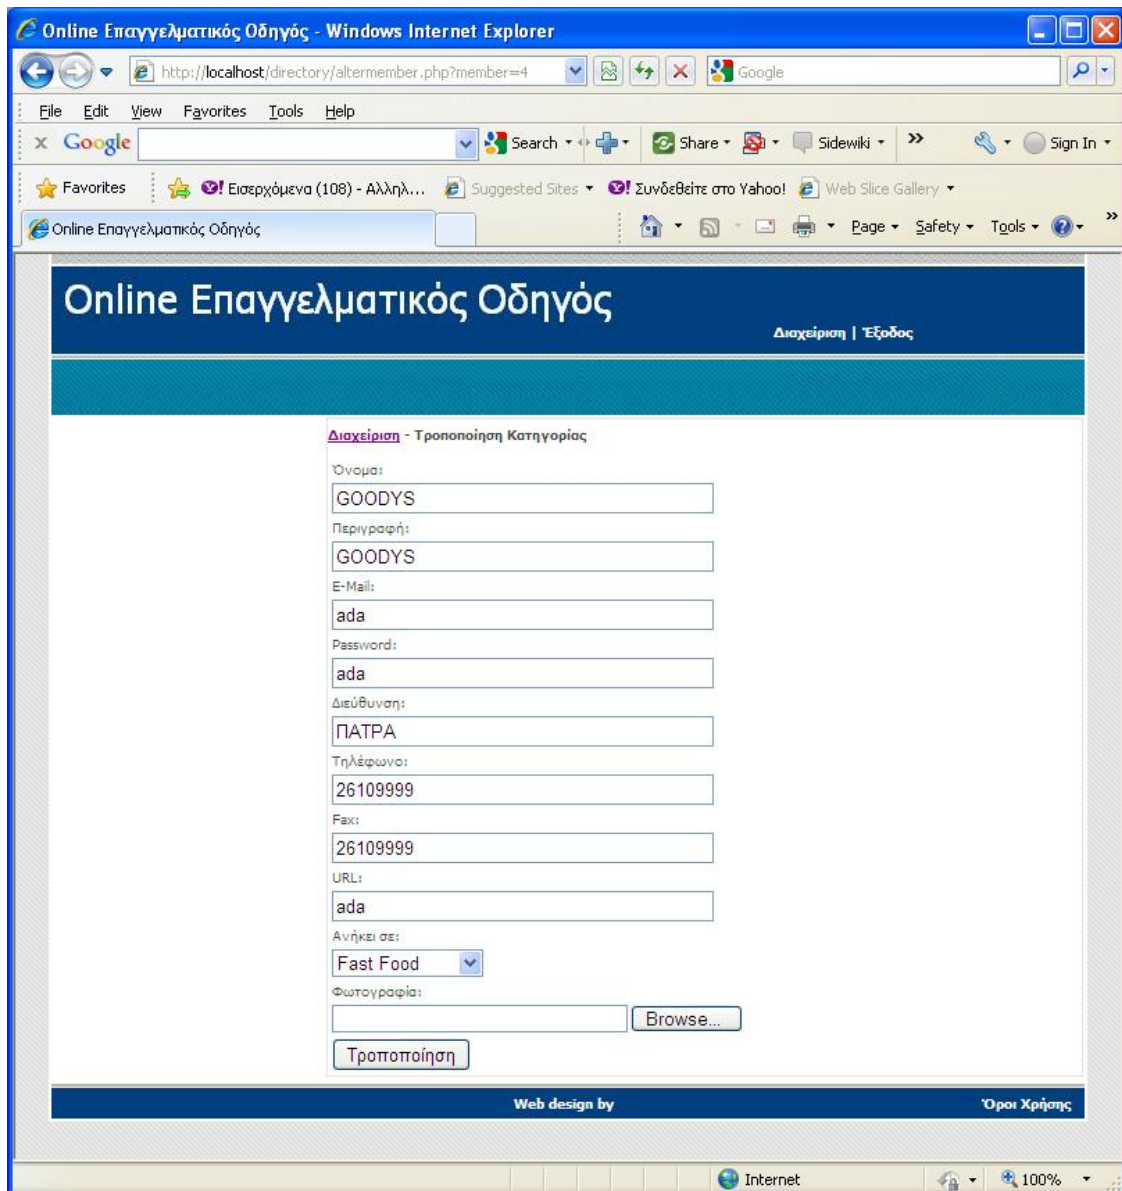 Online Επαγγελματικός Οδηγός - Windows Internet Explorer
http://localhost/directory/altermember.php?member=4 Google
File Edit View Favorites Tools Help
x Google Search Share Sidewiki » Sign In
Favorites Εισερχόμενα (108) - Αλληλ... Suggested Sites Συνδεθείτε στο Yahoo! Web Slice Gallery
Online Επαγγελματικός Οδηγός Page Safety Tools »
Online Επαγγελματικός Οδηγός
Διαχείριση | Έξοδος
Διαχείριση - Τροποποίηση Κατηγορίας
Όνομα:
GOODYS
Περιγραφή:
GOODYS
E-Mail:
ada
Password:
ada
Διεύθυνση:
ΠΑΤΡΑ
Τηλέφωνο:
26109999
Fax:
26109999
URL:
ada
Ανήκει σε:
Fast Food
Φωτογραφία:
Browse...
Τροποποίηση
Web design by Όροι Χρήσης
Internet 100%